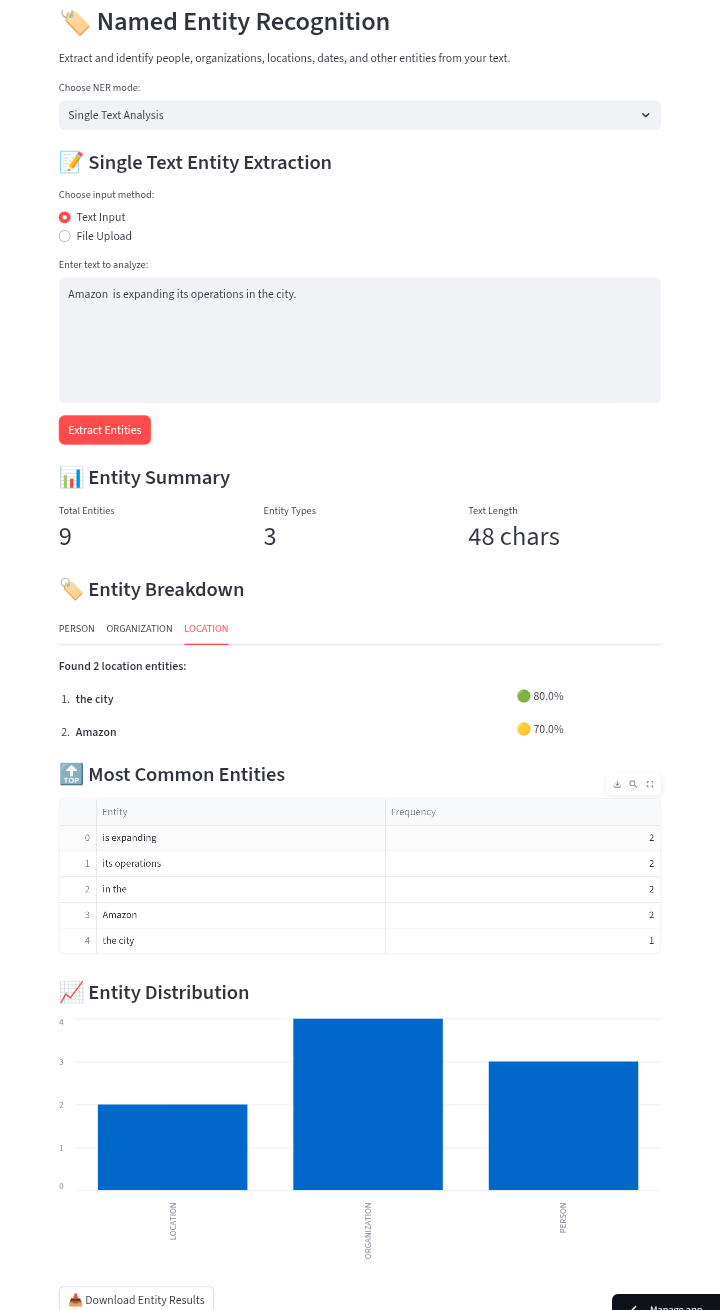 Named Entity Recognition
Extract and identify people, organizations, locations, dates, and other entities from your text.
Choose NER mode:
Single Text Analysis
Single Text Entity Extraction
Choose input method:
Text Input
File Upload
Enter text to analyze:
Amazon  is expanding its operations in the city.
Extract Entities
Entity Summary
Total Entities Entity Types Text Length
9 3 48 chars
Entity Breakdown
PERSON ORGANIZATION LOCATION
Found 2 location entities:
1. the city 80.0%
2. Amazon 70.0%
TOP Most Common Entities
Entity Frequency
0 is expanding 2
1 its operations 2
2 in the 2
3 Amazon 2
4 the city 1
Entity Distribution
4
3
2
1
0
LOCATION ORGANIZATION PERSON
Download Entity Results
Manage app